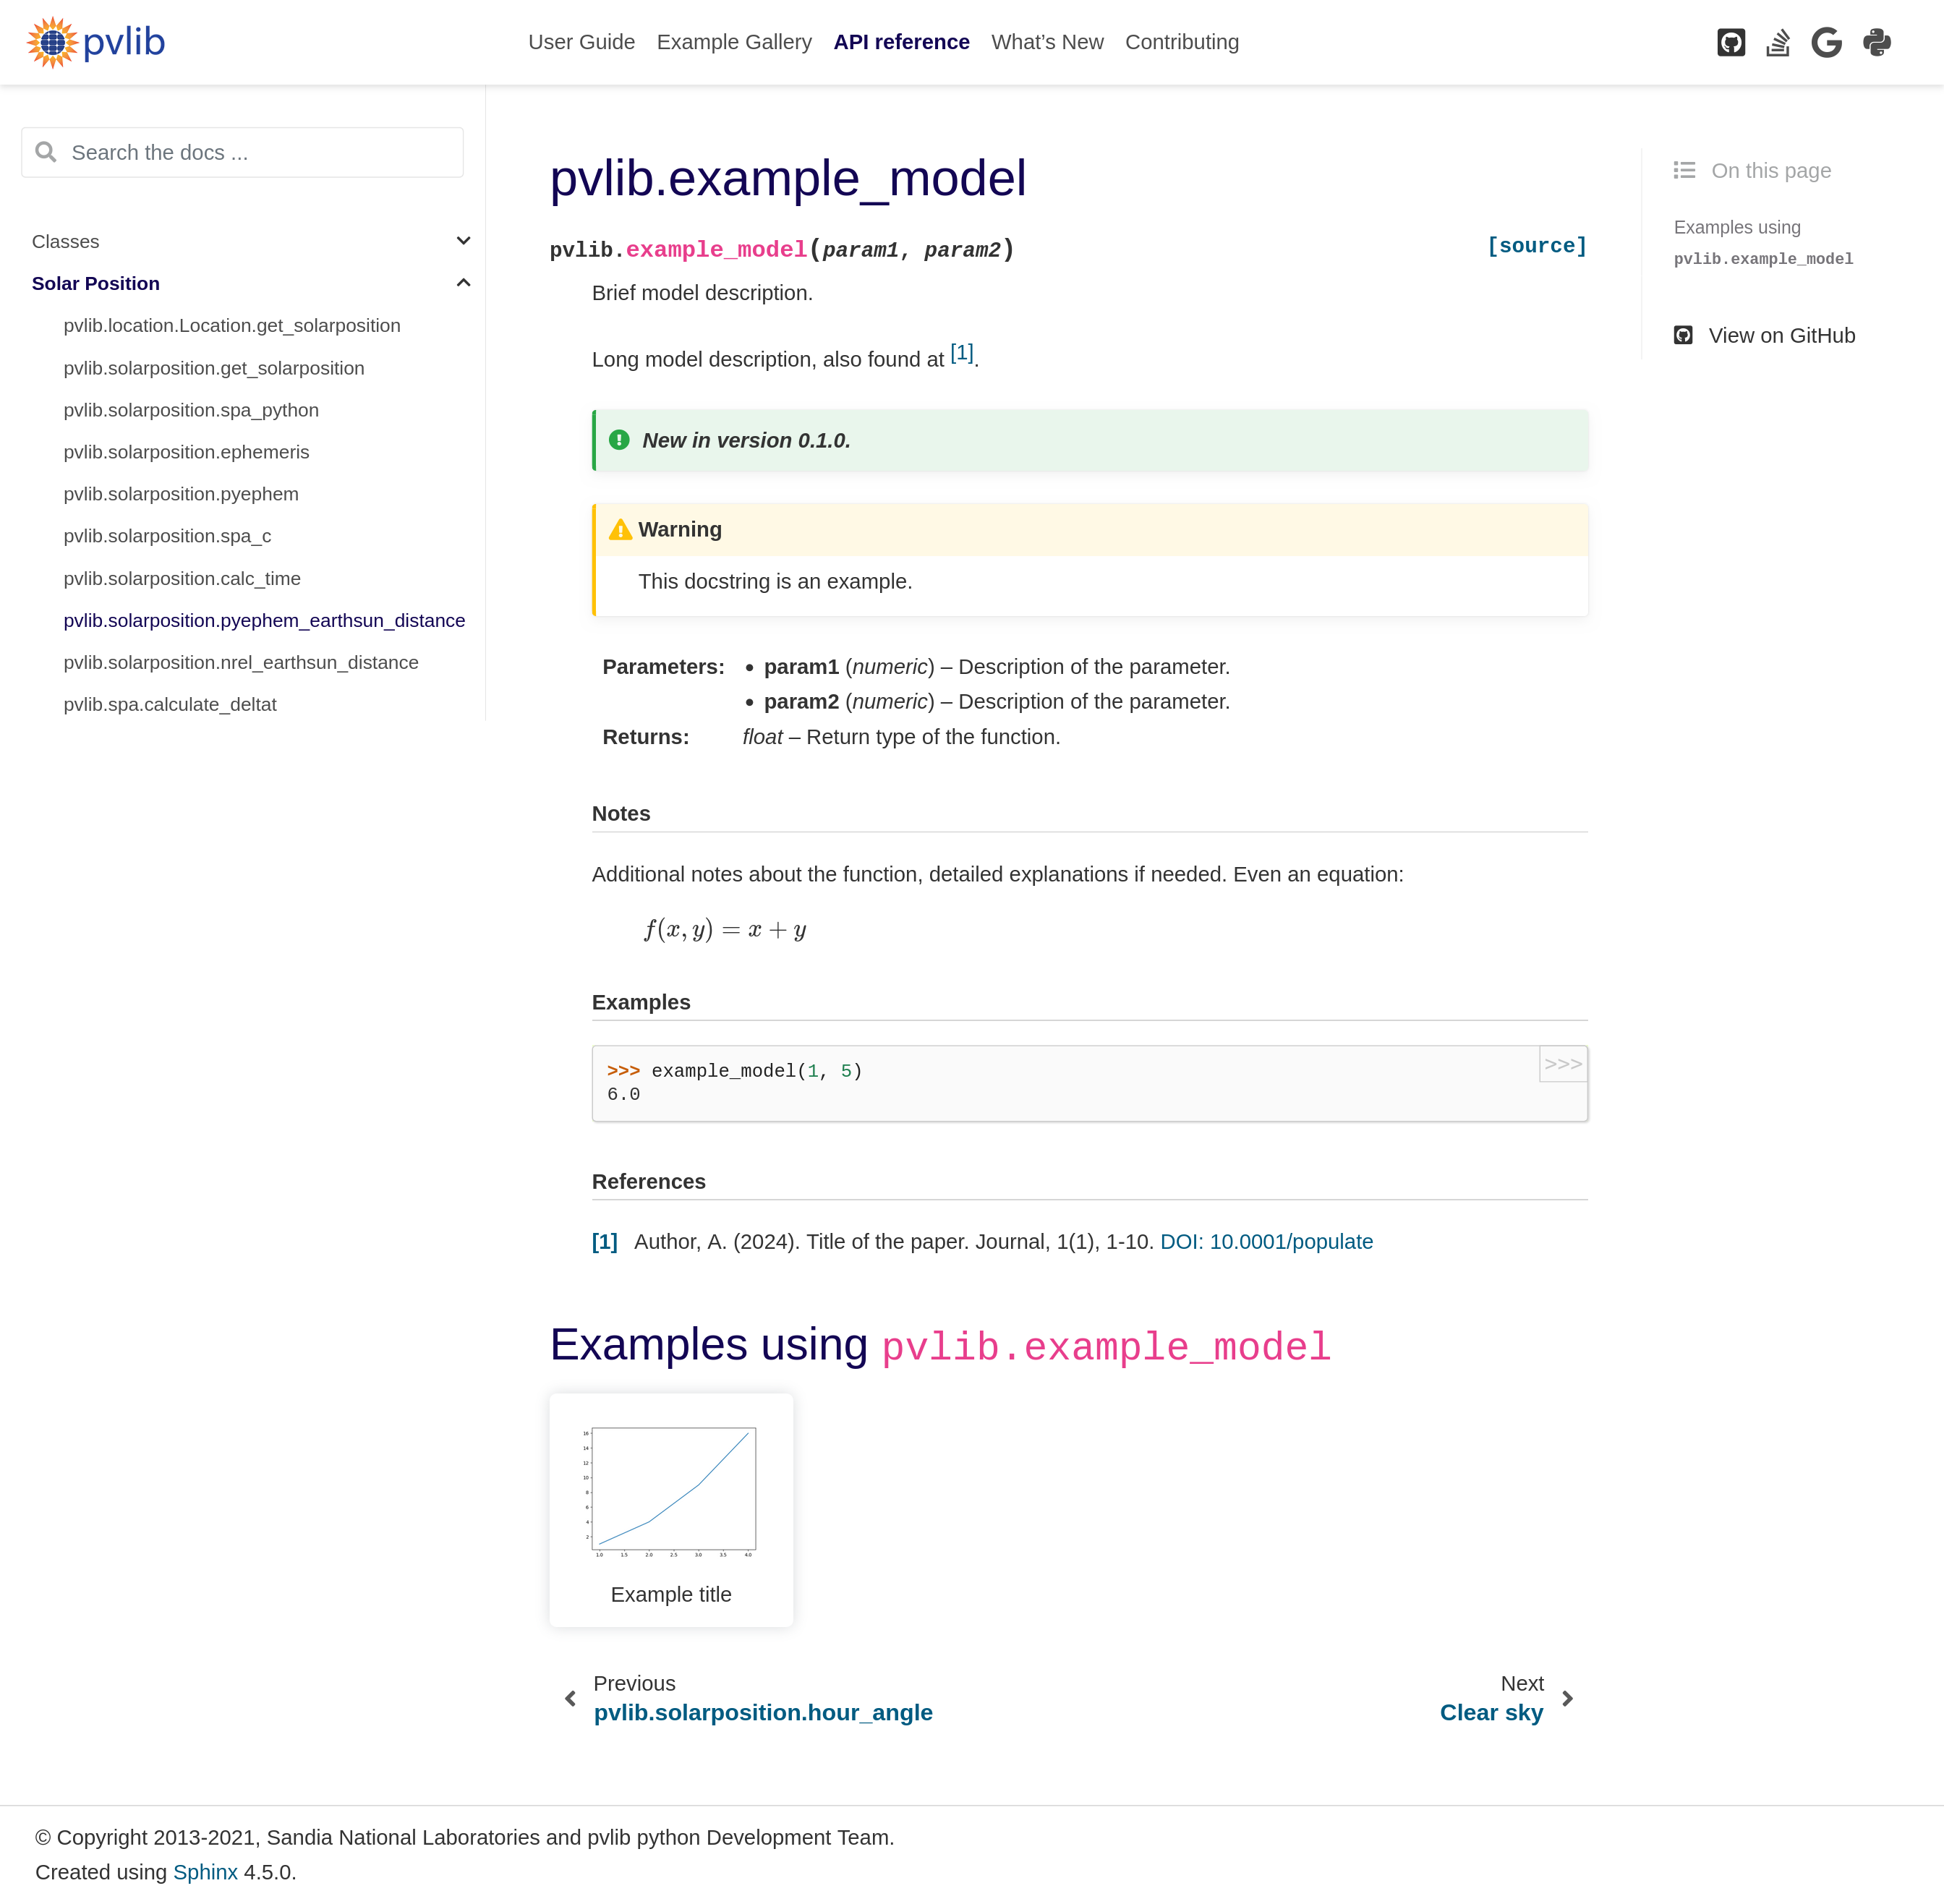 pvlib
User Guide Example Gallery API reference What’s New Contributing
Search the docs ...
Classes
Solar Position
pvlib.location.Location.get_solarposition
pvlib.solarposition.get_solarposition
pvlib.solarposition.spa_python
pvlib.solarposition.ephemeris
pvlib.solarposition.pyephem
pvlib.solarposition.spa_c
pvlib.solarposition.calc_time
pvlib.solarposition.pyephem_earthsun_distance
pvlib.solarposition.nrel_earthsun_distance
pvlib.spa.calculate_deltat
pvlib.example_model
pvlib.example_model(param1, param2) [source]
Brief model description.
Long model description, also found at [1].
New in version 0.1.0.
Warning
This docstring is an example.
Parameters: • param1 (numeric) – Description of the parameter.
• param2 (numeric) – Description of the parameter.
Returns: float – Return type of the function.
Notes
Additional notes about the function, detailed explanations if needed. Even an equation:
f(x, y) = x + y
Examples
>>> example_model(1, 5)
>>>
6.0
References
[1] Author, A. (2024). Title of the paper. Journal, 1(1), 1-10. DOI: 10.0001/populate
Examples using pvlib.example_model
16
14
12
10
8
6
4
2
1.0 1.5 2.0 2.5 3.0 3.5 4.0
Example title
Previous
pvlib.solarposition.hour_angle
Next
Clear sky
On this page
Examples using
pvlib.example_model
View on GitHub
© Copyright 2013-2021, Sandia National Laboratories and pvlib python Development Team.
Created using Sphinx 4.5.0.